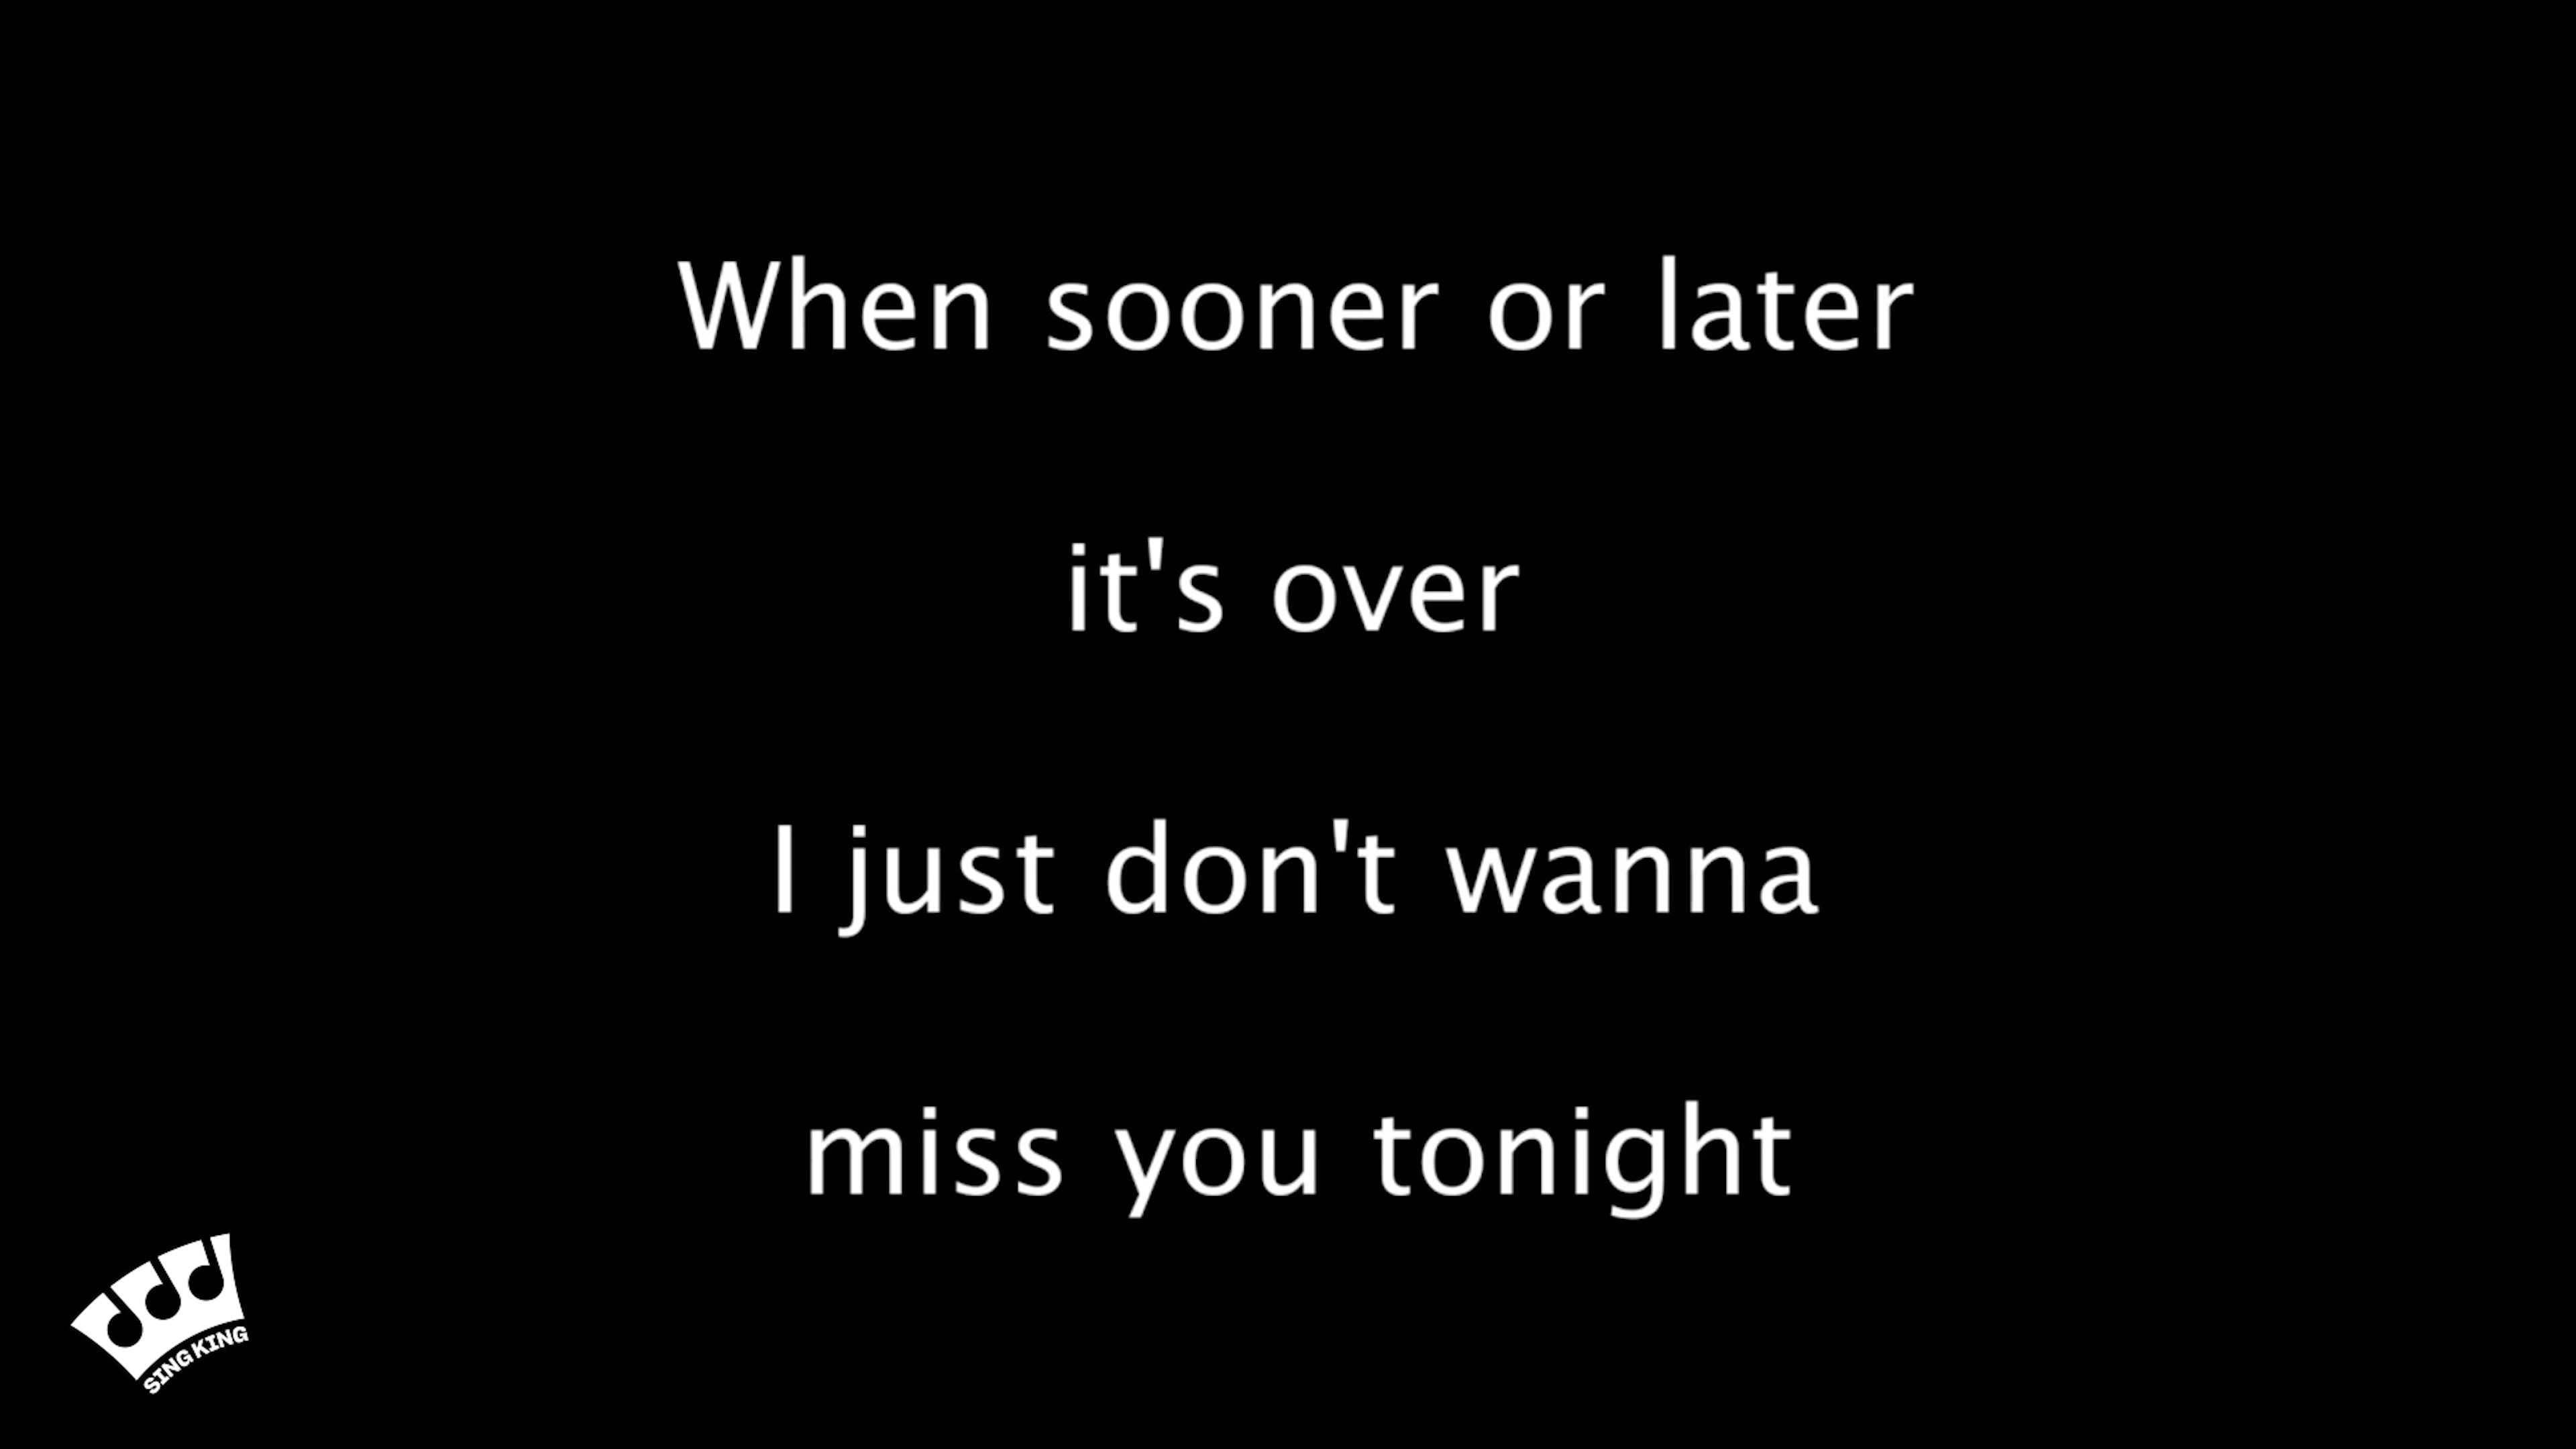 When sooner or later
it's over
I just don't wanna
miss you tonight
SING KING